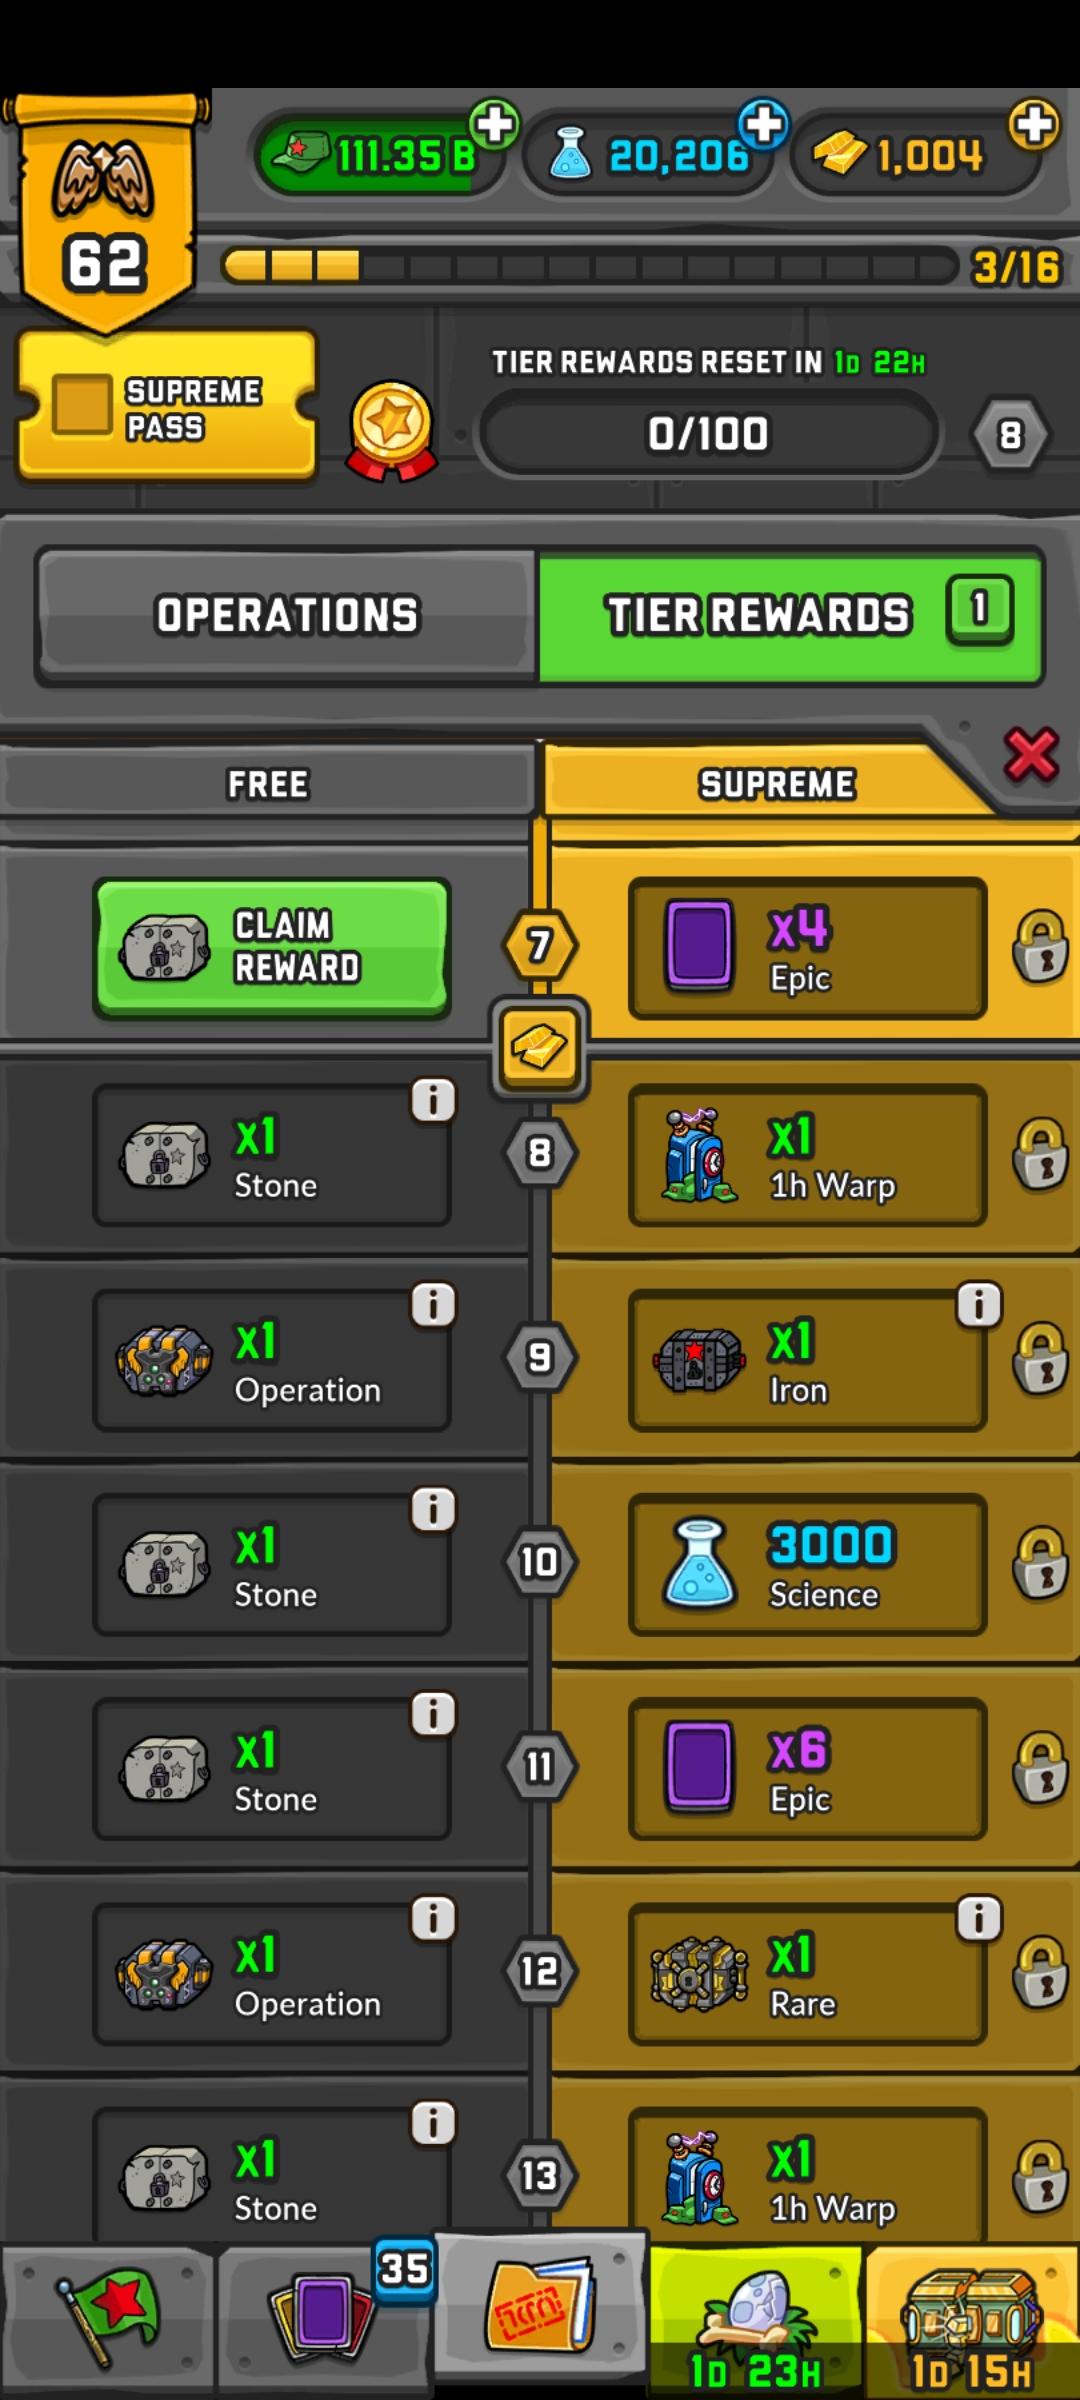 111.35 B
20,206
1,004
62
3/16
SUPREME
PASS
TIER REWARDS RESET IN 1D 22H
0/100
8
OPERATIONS
TIER REWARDS
1
FREE
SUPREME
CLAIM
REWARD
7
x4
Epic
x1
Stone
8
x1
1h Warp
x1
Operation
9
x1
Iron
x1
Stone
10
3000
Science
x1
Stone
11
x6
Epic
x1
Operation
12
x1
Rare
x1
Stone
13
x1
1h Warp
35
1D 23H
1D 15H